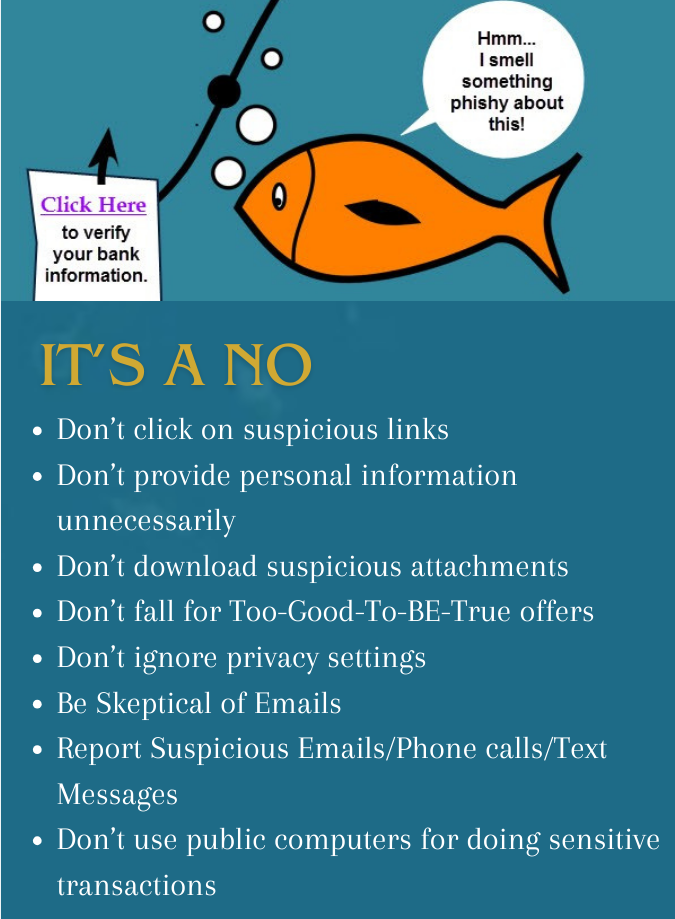 Hmm...
I smell
something
phishy about
this!
Click Here
to verify
your bank
information.
IT'S A NO
• Don't click on suspicious links
• Don't provide personal information
unnecessarily
• Don't download suspicious attachments
• Don't fall for Too-Good-To-BE-True offers
• Don't ignore privacy settings
• Be Skeptical of Emails
• Report Suspicious Emails/Phone calls/Text
Messages
• Don't use public computers for doing sensitive
transactions